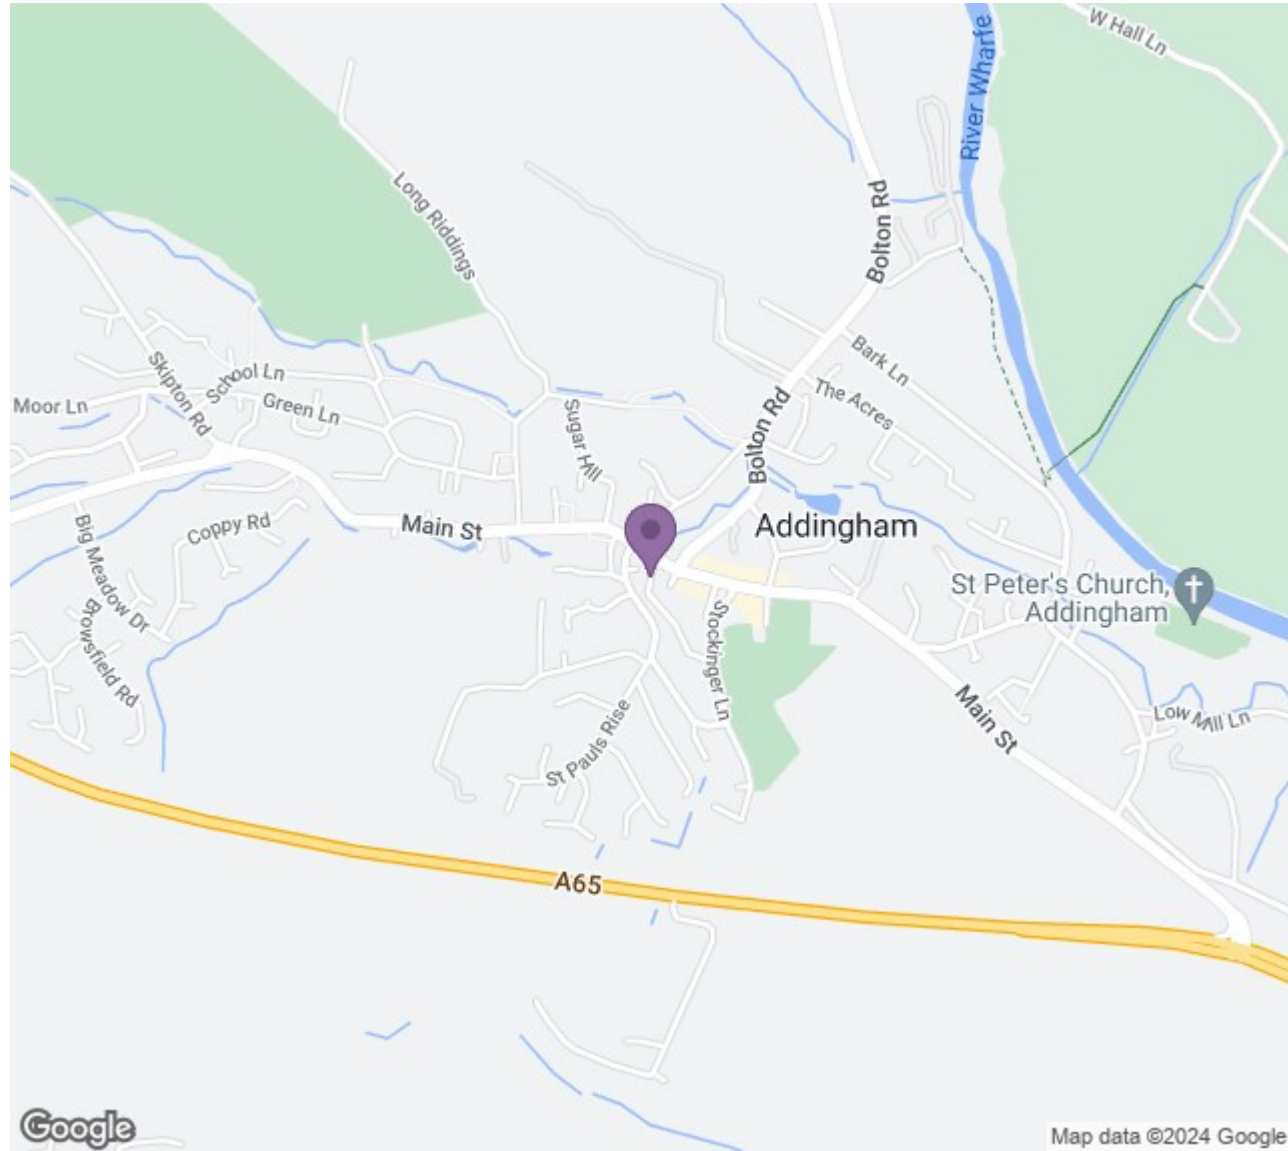 W Hall Ln
River Wharfe
Long Riddings
Bolton Rd
Bark Ln
The Acres
Skipton Rd
School Ln
Moor Ln
Green Ln
Sugar Hill
Bolton Rd
Main St
Addingham
Coppy Rd
Big Meadow Dr
Browsfield Rd
St Peter's Church,
Addingham
Stockinger Ln
St Pauls Rise
Main St
Low Mill Ln
A65
Google
Map data ©2024 Google